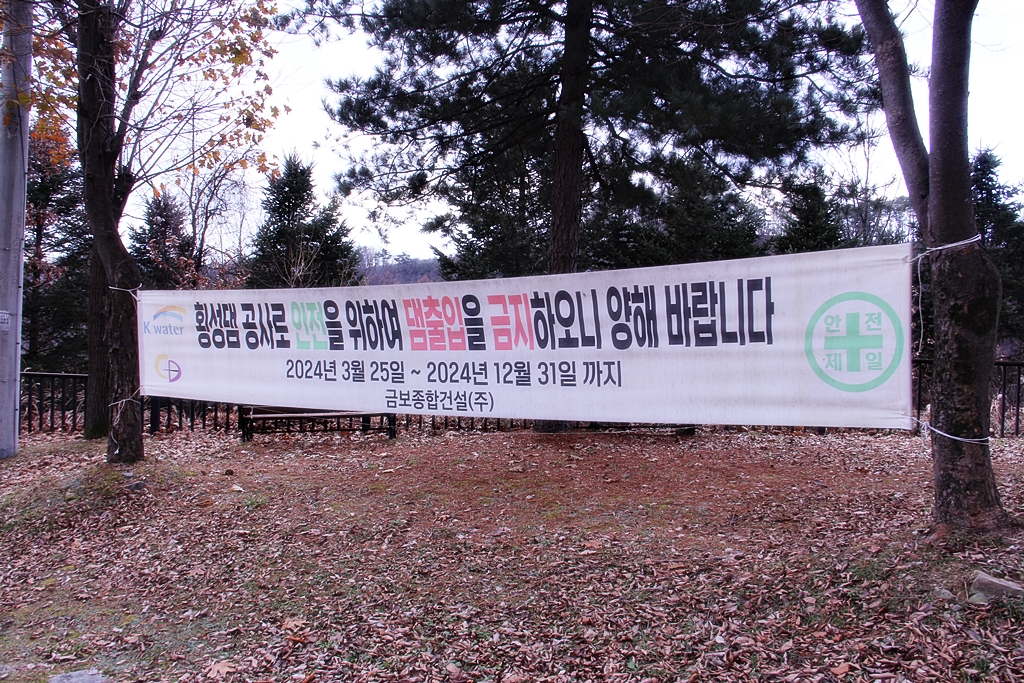 K water
횡성댐 공사로 안전을 위하여 댐출입을 금지하오니 양해 바랍니다
2024년 3월 25일 ~ 2024년 12월 31일 까지
금보종합건설(주)
안전
제일